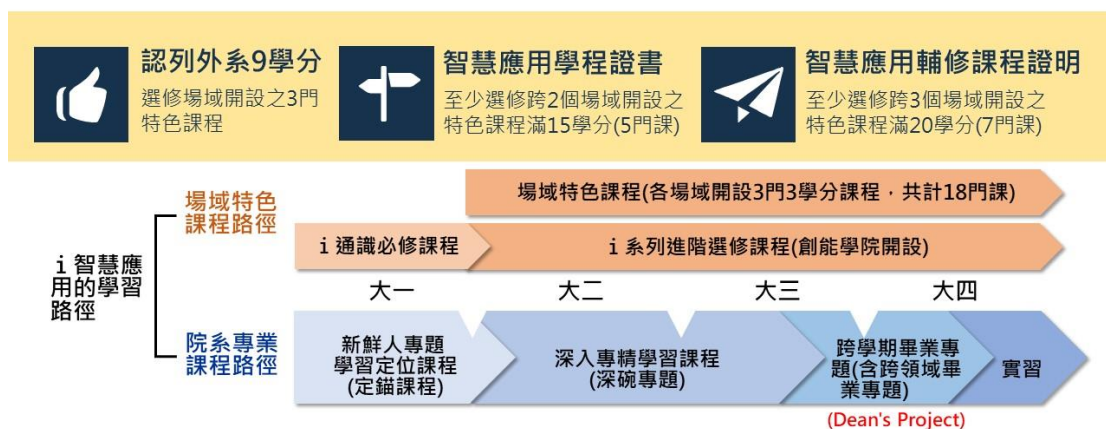 認列外系9學分
選修場域開設之3門
特色課程
智慧應用學程證書
至少選修跨2個場域開設之
特色課程滿15學分(5門課)
智慧應用輔修課程證明
至少選修跨3個場域開設之
特色課程滿20學分(7門課)
i 智慧應
用的學習
路徑
場域特色
課程路徑
場域特色課程(各場域開設3門3學分課程，共計18門課)
i 通識必修課程
i 系列進階選修課程(創能學院開設)
大一
大二
大三
大四
院系專業
課程路徑
新鮮人專題
學習定位課程
(定錨課程)
深入專精學習課程
(深碗專題)
跨學期畢業專
題(含跨領域畢
業專題)
實習
(Dean's Project)